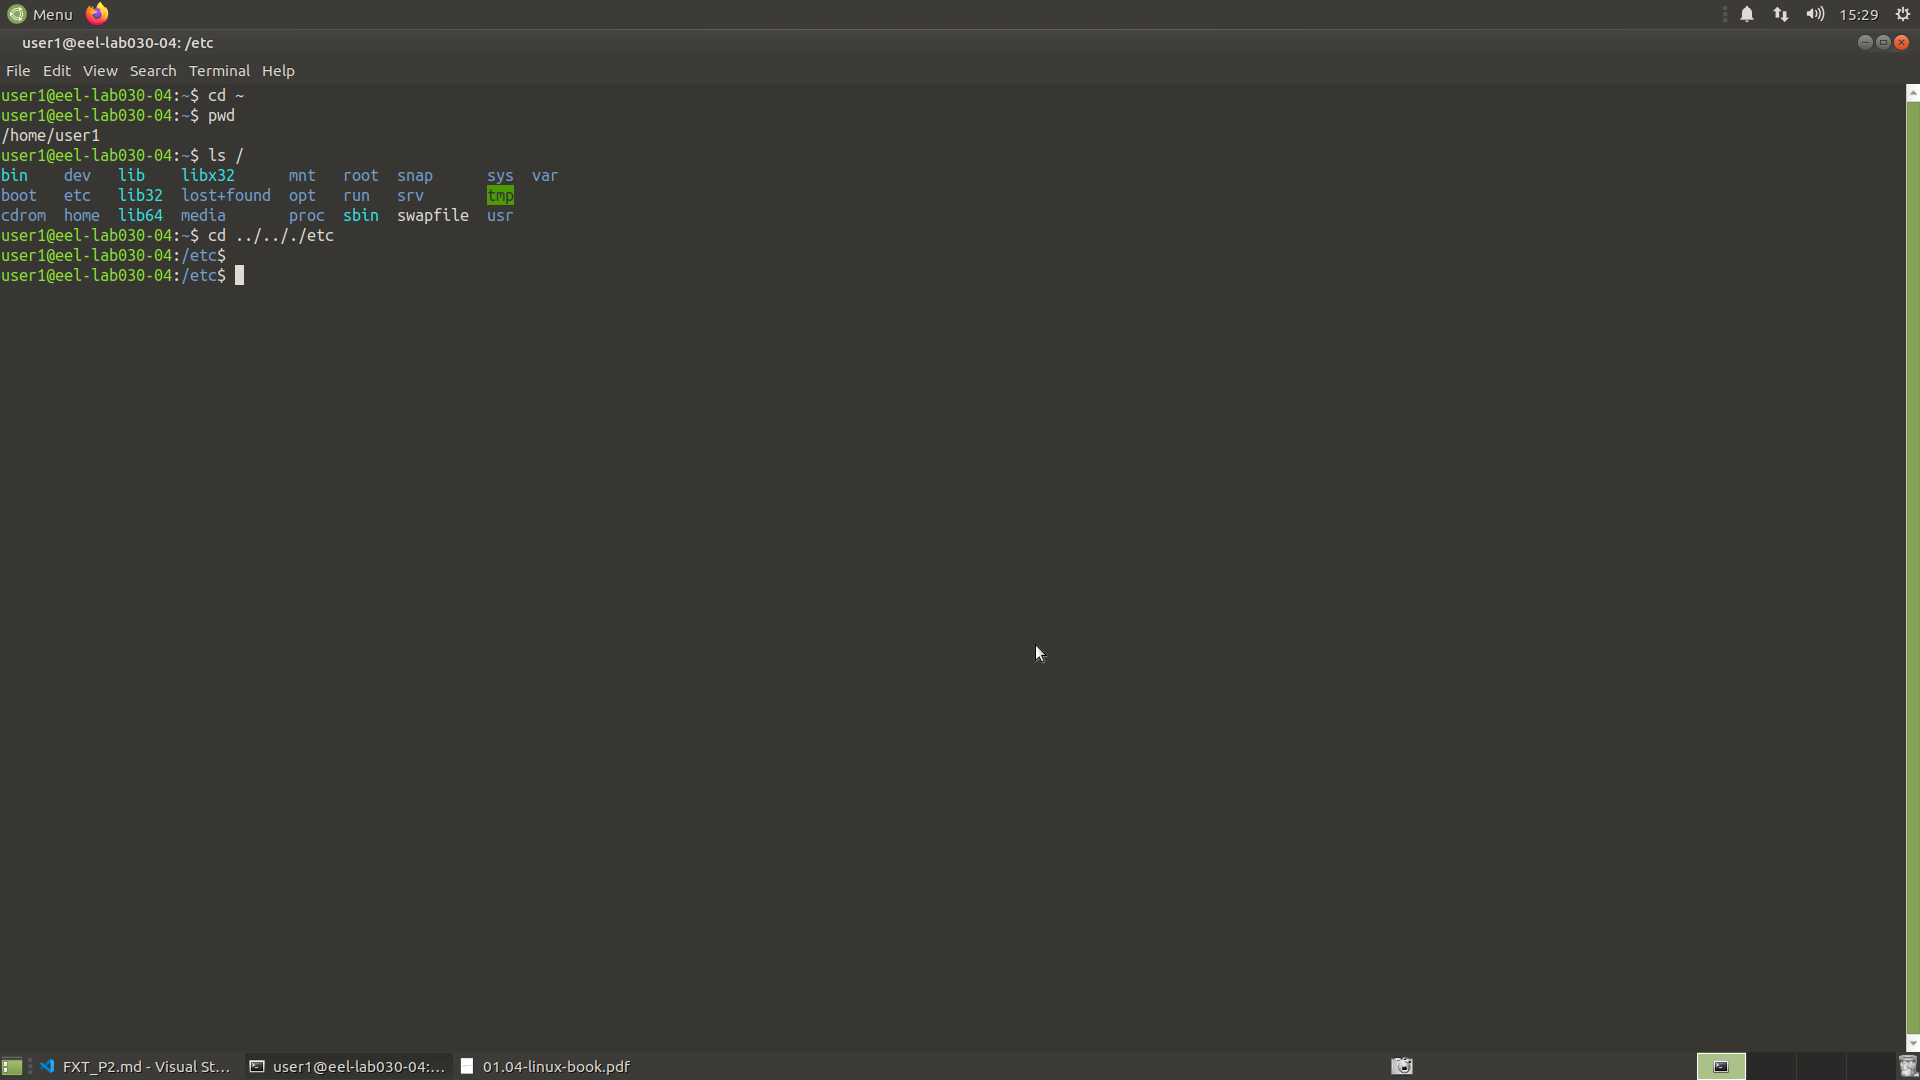 Menu 15:29
user1@eel-lab030-04: /etc
File Edit View Search Terminal Help
user1@eel-lab030-04:~$ cd ~
user1@eel-lab030-04:~$ pwd
/home/user1
user1@eel-lab030-04:~$ ls /
bin dev lib libx32 mnt root snap sys var
boot etc lib32 lost+found opt run srv tmp
cdrom home lib64 media proc sbin swapfile usr
user1@eel-lab030-04:~$ cd ../.././etc
user1@eel-lab030-04:/etc$
user1@eel-lab030-04:/etc$
FXT_P2.md - Visual St... user1@eel-lab030-04:... 01.04-linux-book.pdf